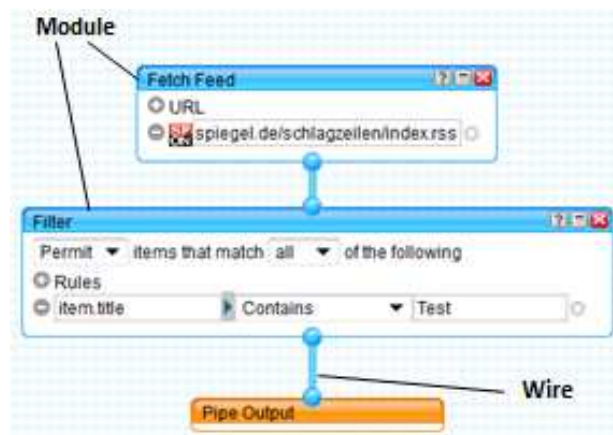 Module
Fetch Feed
URL
spiegel.de/schlagzeilen/index.rss
Filter
Permit items that match all of the following
Rules
item.title Contains Test
Wire
Pipe Output